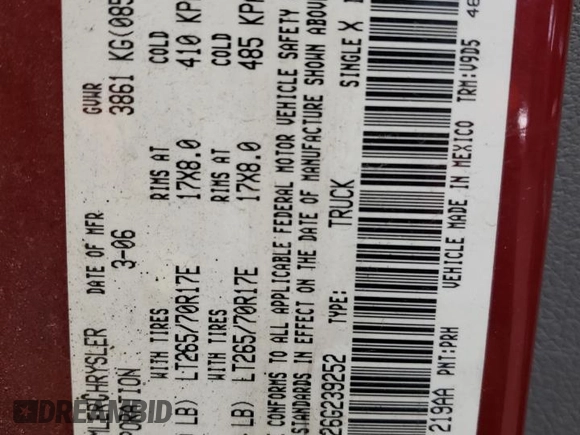 MLERCHRYSLER DATE OF MFR GVWR
PORATION 3-06 3861 KG(085
WITH TIRES RIMS AT COLD
LB) LT265/70R17E 17X8.0 410 KP
WITH TIRES RIMS AT COLD
LB) LT265/70R17E 17X8.0 485 KP
CONFORMS TO ALL APPLICABLE FEDERAL MOTOR VEHICLE SAFETY
STANDARDS IN EFFECT ON THE DATE OF MANUFACTURE SHOWN ABOV
26G239252 TYPE: TRUCK SINGLE X
219AA PNT:PRH VEHICLE MADE IN MEXICO TRM:V9D5 46
DREAMBID